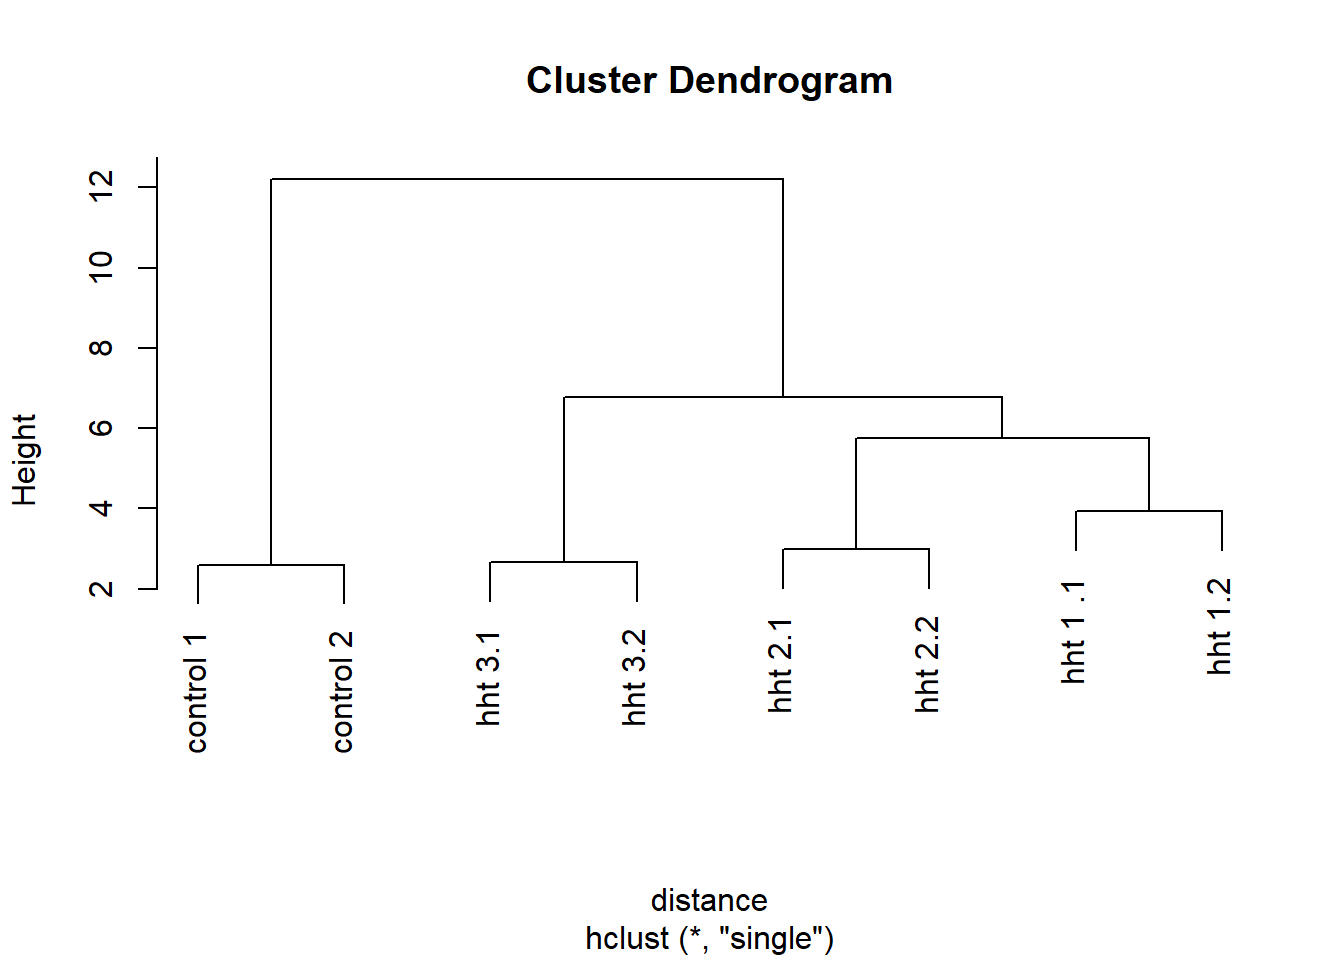 Cluster Dendrogram
Height
12
10
8
6
4
2
control 1
control 2
hht 3.1
hht 3.2
hht 2.1
hht 2.2
hht 1 .1
hht 1.2
distance
hclust (*, "single")